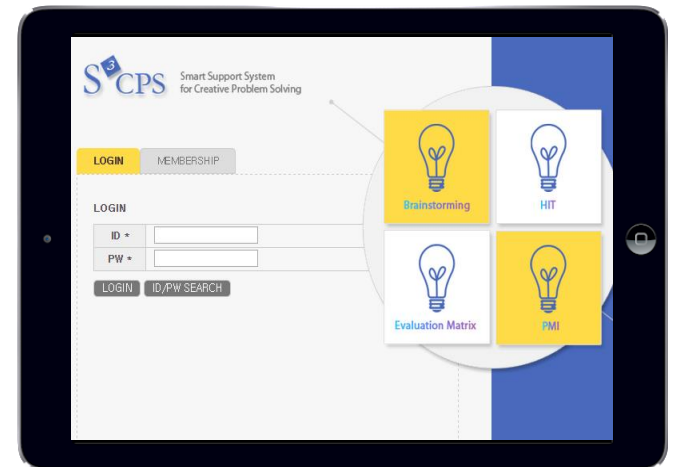 S³CPS
Smart Support System
for Creative Problem Solving
LOGIN MEMBERSHIP
LOGIN
ID *
PW *
LOGIN ID/PW SEARCH
Brainstorming HIT
Evaluation Matrix PMI